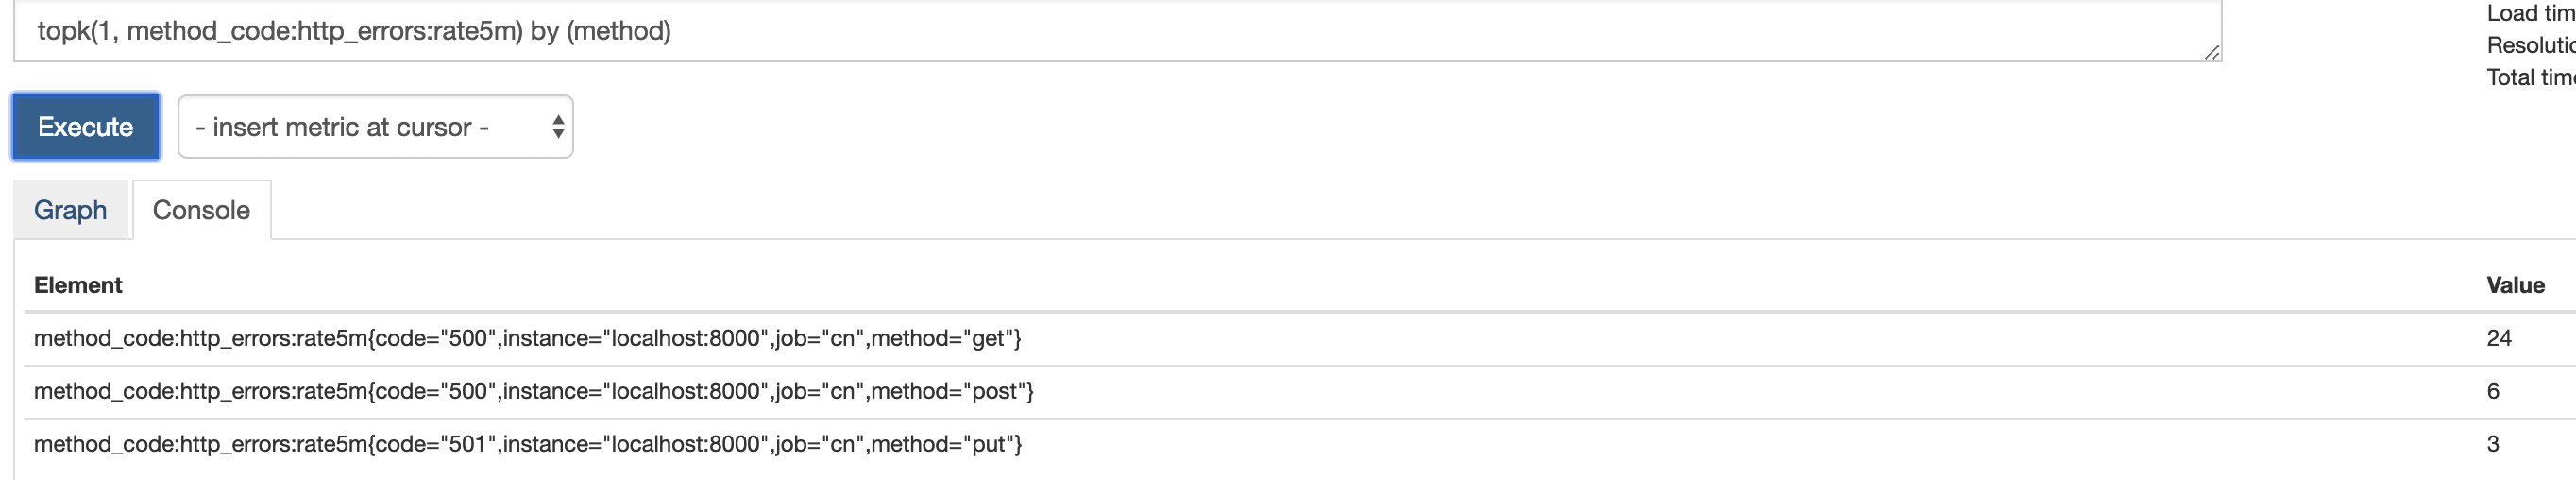 topk(1, method_code:http_errors:rate5m) by (method)
Load tim
Resolutio
Total time
Execute
- insert metric at cursor -
Graph
Console
Element Value
method_code:http_errors:rate5m{code="500",instance="localhost:8000",job="cn",method="get"} 24
method_code:http_errors:rate5m{code="500",instance="localhost:8000",job="cn",method="post"} 6
method_code:http_errors:rate5m{code="501",instance="localhost:8000",job="cn",method="put"} 3